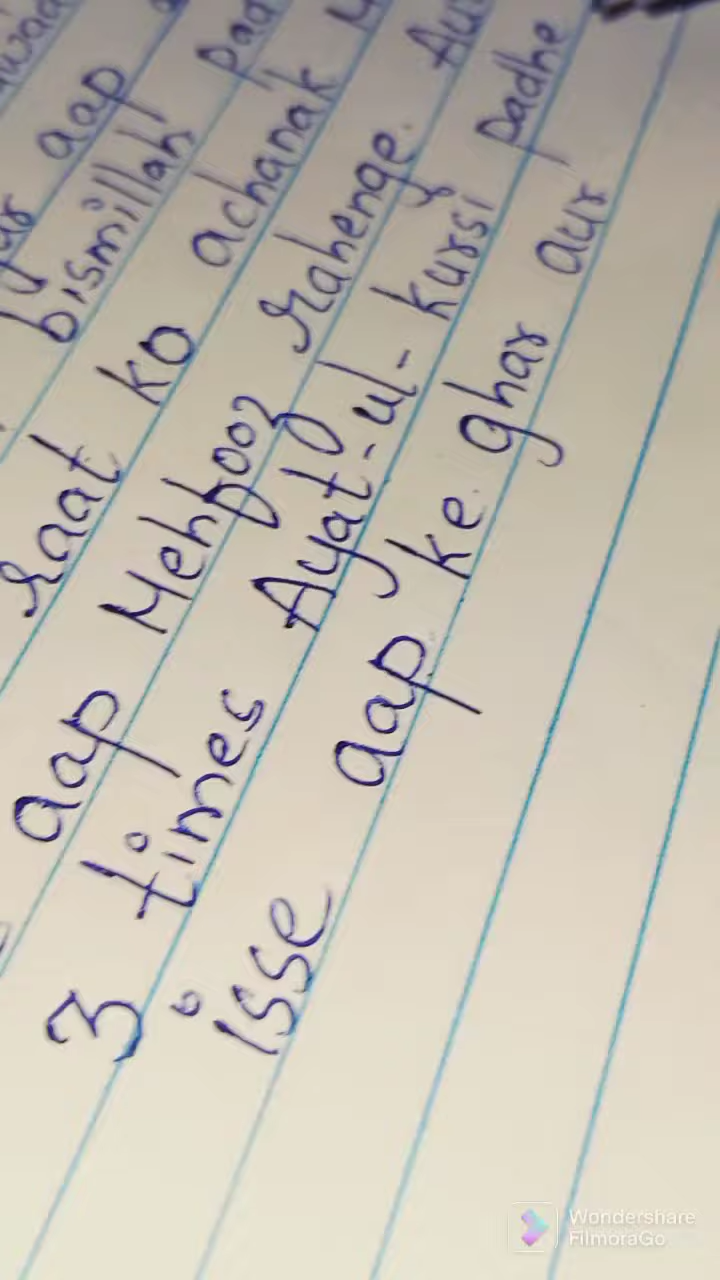 aap
bismillah
raat ko achanak
aap Mehfooz rahenge. Aur
3 times Ayat-ul-kursi padhe
isse aap ke ghar aur
Wondershare
FilmoraGo